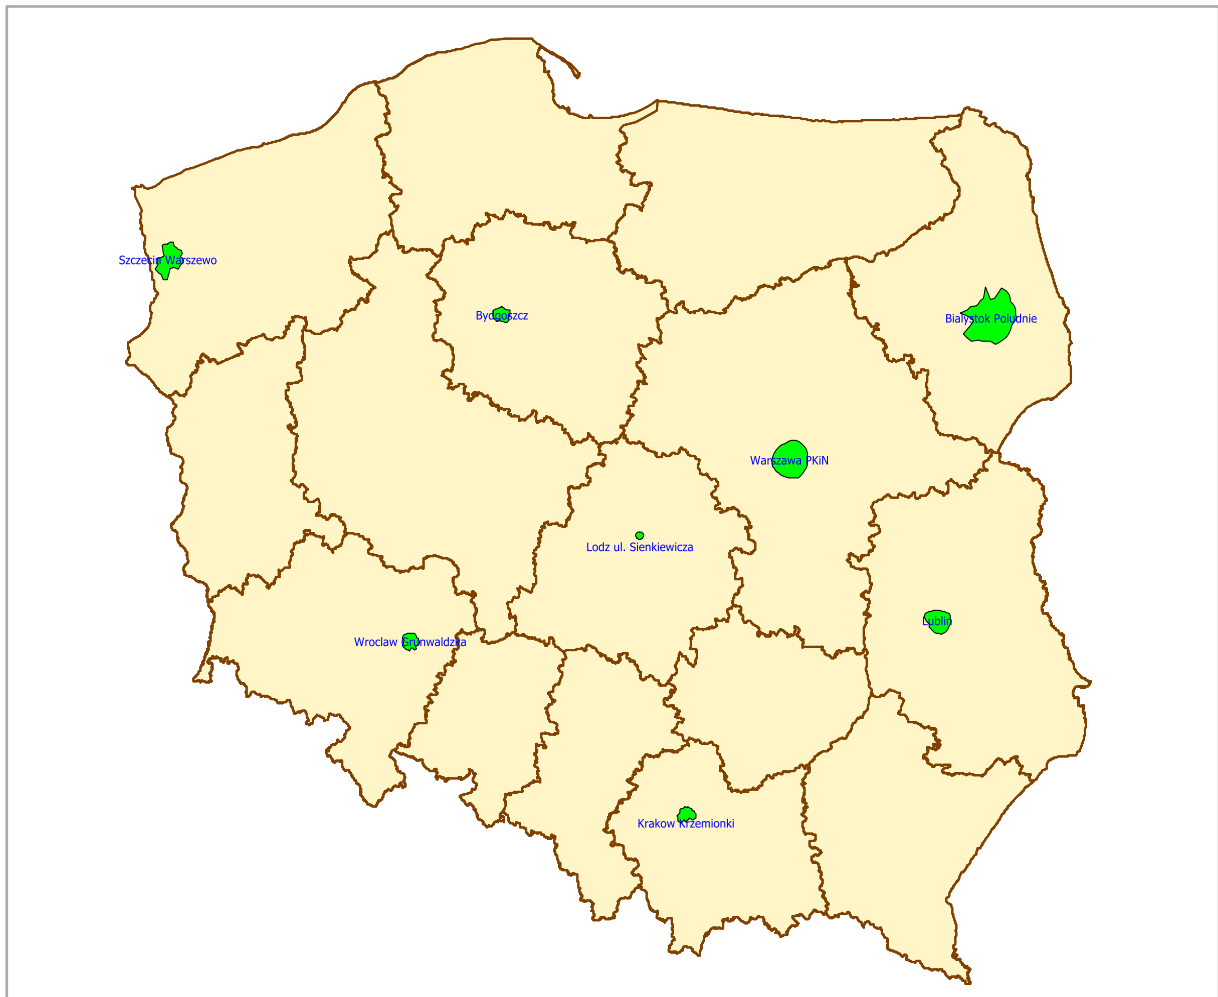 Szczecin Warszewo
Bydgoszcz
Bialystok Poludnie
Warszawa PKiN
Lodz ul. Sienkiewicza
Lublin
Wroclaw Grunwaldzka
Krakow Krzemionki